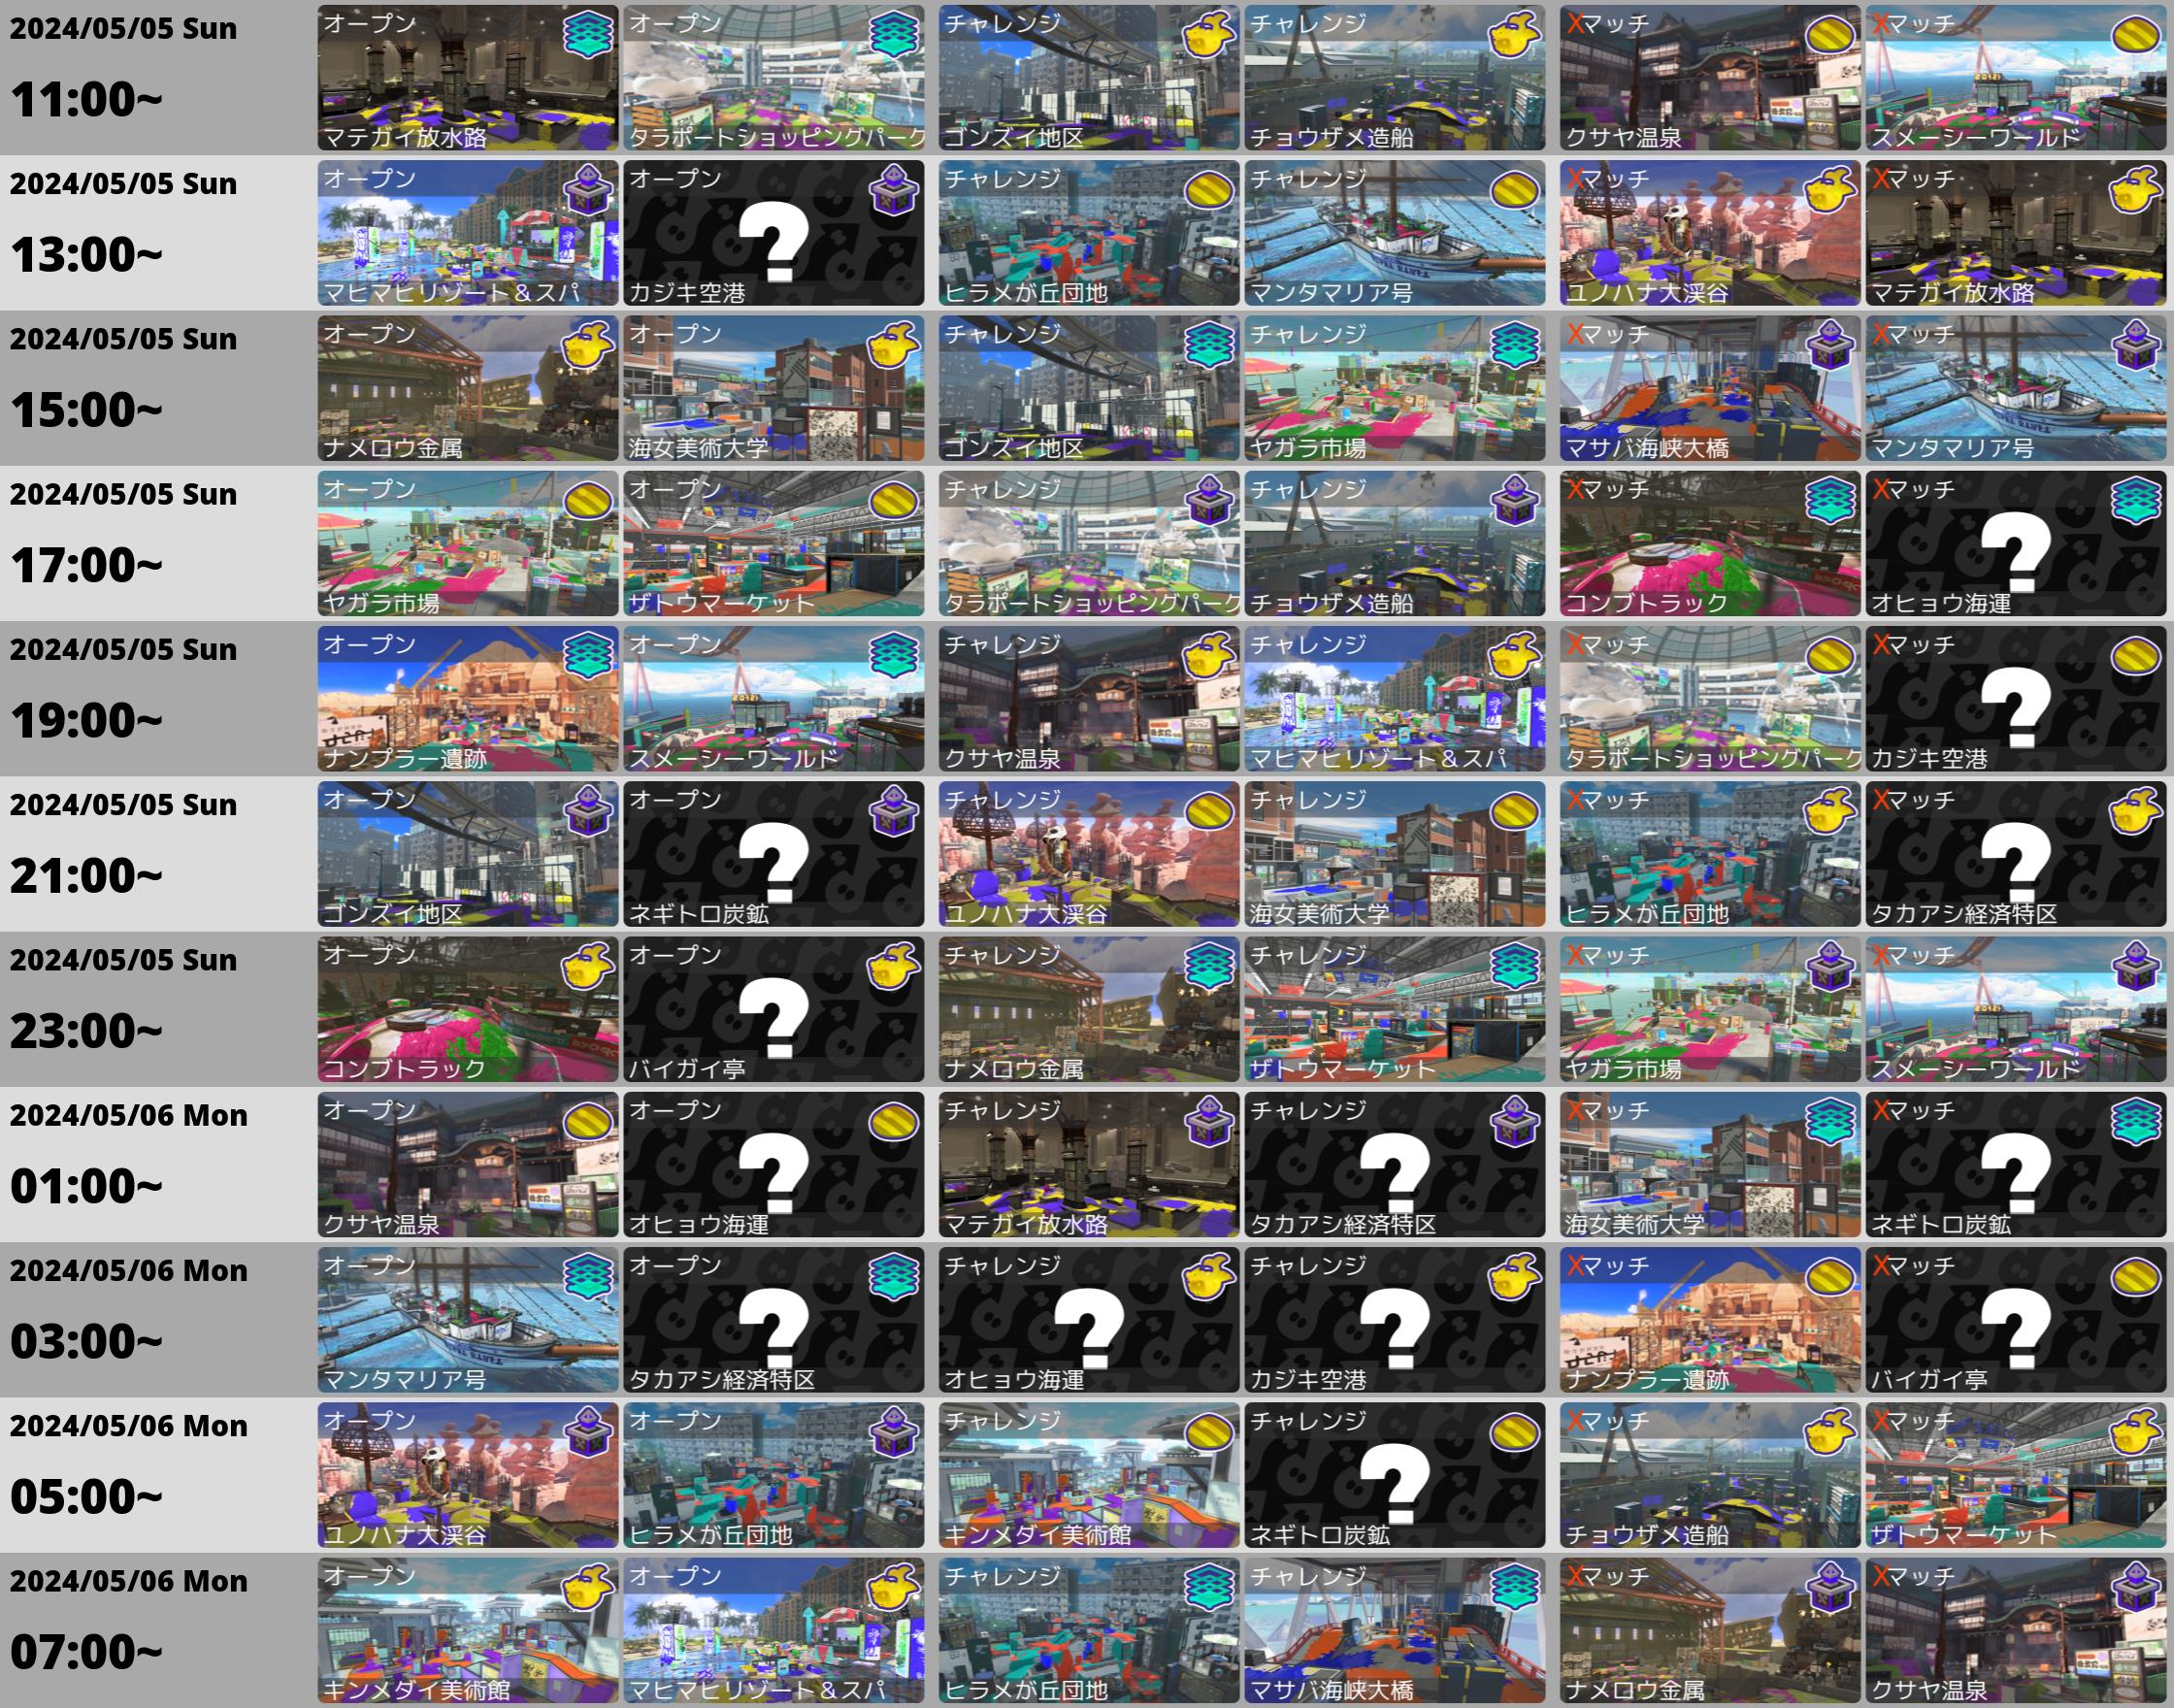 2024/05/05 Sun
11:00~
オープン
マテガイ放水路
オープン
タラポートショッピングパーク
チャレンジ
ゴンズイ地区
チャレンジ
チョウザメ造船
Xマッチ
クサヤ温泉
Xマッチ
スメーシーワールド
2024/05/05 Sun
13:00~
オープン
マヒマヒリゾート&スパ
オープン
?
カジキ空港
チャレンジ
ヒラメが丘団地
チャレンジ
マンタマリア号
Xマッチ
ユノハナ大渓谷
Xマッチ
マテガイ放水路
2024/05/05 Sun
15:00~
オープン
ナメロウ金属
オープン
海女美術大学
チャレンジ
ゴンズイ地区
チャレンジ
ヤガラ市場
Xマッチ
マサバ海峡大橋
Xマッチ
マンタマリア号
2024/05/05 Sun
17:00~
オープン
ヤガラ市場
オープン
ザトウマーケット
チャレンジ
タラポートショッピングパーク
チャレンジ
チョウザメ造船
Xマッチ
コンブトラック
Xマッチ
?
オヒョウ海運
2024/05/05 Sun
19:00~
オープン
ナンプラー遺跡
オープン
スメーシーワールド
チャレンジ
クサヤ温泉
チャレンジ
マヒマヒリゾート&スパ
Xマッチ
タラポートショッピングパーク
Xマッチ
?
カジキ空港
2024/05/05 Sun
21:00~
オープン
ゴンズイ地区
オープン
?
ネギトロ炭鉱
チャレンジ
ユノハナ大渓谷
チャレンジ
海女美術大学
Xマッチ
ヒラメが丘団地
Xマッチ
?
タカアシ経済特区
2024/05/05 Sun
23:00~
オープン
コンブトラック
オープン
?
バイガイ亭
チャレンジ
ナメロウ金属
チャレンジ
ザトウマーケット
Xマッチ
ヤガラ市場
Xマッチ
スメーシーワールド
2024/05/06 Mon
01:00~
オープン
クサヤ温泉
オープン
?
オヒョウ海運
チャレンジ
マテガイ放水路
チャレンジ
?
タカアシ経済特区
Xマッチ
海女美術大学
Xマッチ
?
ネギトロ炭鉱
2024/05/06 Mon
03:00~
オープン
マンタマリア号
オープン
?
タカアシ経済特区
チャレンジ
?
オヒョウ海運
チャレンジ
?
カジキ空港
Xマッチ
ナンプラー遺跡
Xマッチ
?
バイガイ亭
2024/05/06 Mon
05:00~
オープン
ユノハナ大渓谷
オープン
ヒラメが丘団地
チャレンジ
キンメダイ美術館
チャレンジ
?
ネギトロ炭鉱
Xマッチ
チョウザメ造船
Xマッチ
ザトウマーケット
2024/05/06 Mon
07:00~
オープン
キンメダイ美術館
オープン
マヒマヒリゾート&スパ
チャレンジ
ヒラメが丘団地
チャレンジ
マサバ海峡大橋
Xマッチ
ナメロウ金属
Xマッチ
クサヤ温泉